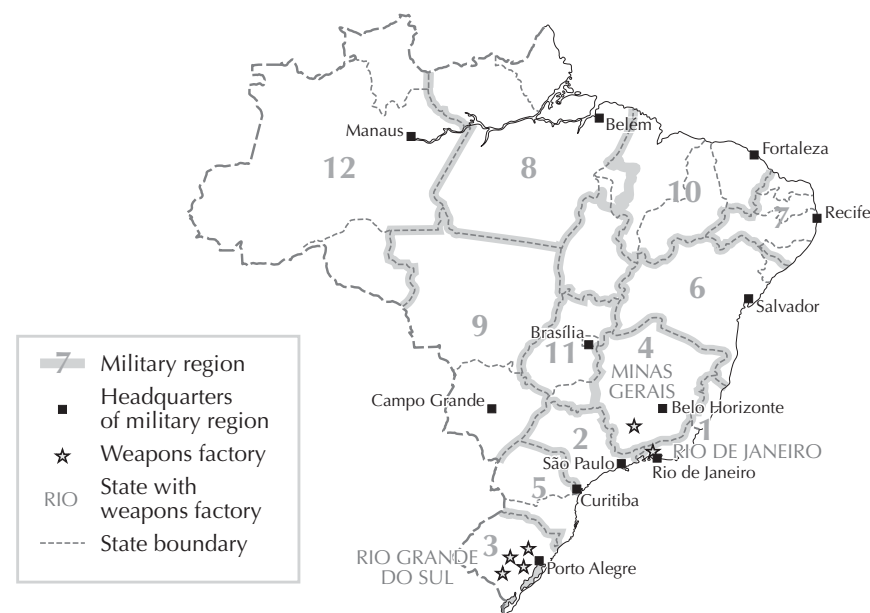 Manaus
Belém
Fortaleza
12
8
10
7
Recife
6
Salvador
9
Brasília
11
4
MINAS
GERAIS
Campo Grande
Belo Horizonte
1
2
RIO DE JANEIRO
São Paulo
Rio de Janeiro
5
Curitiba
3
RIO GRANDE
DO SUL
Porto Alegre
7 Military region
Headquarters
of military region
Weapons factory
RIO State with
weapons factory
State boundary